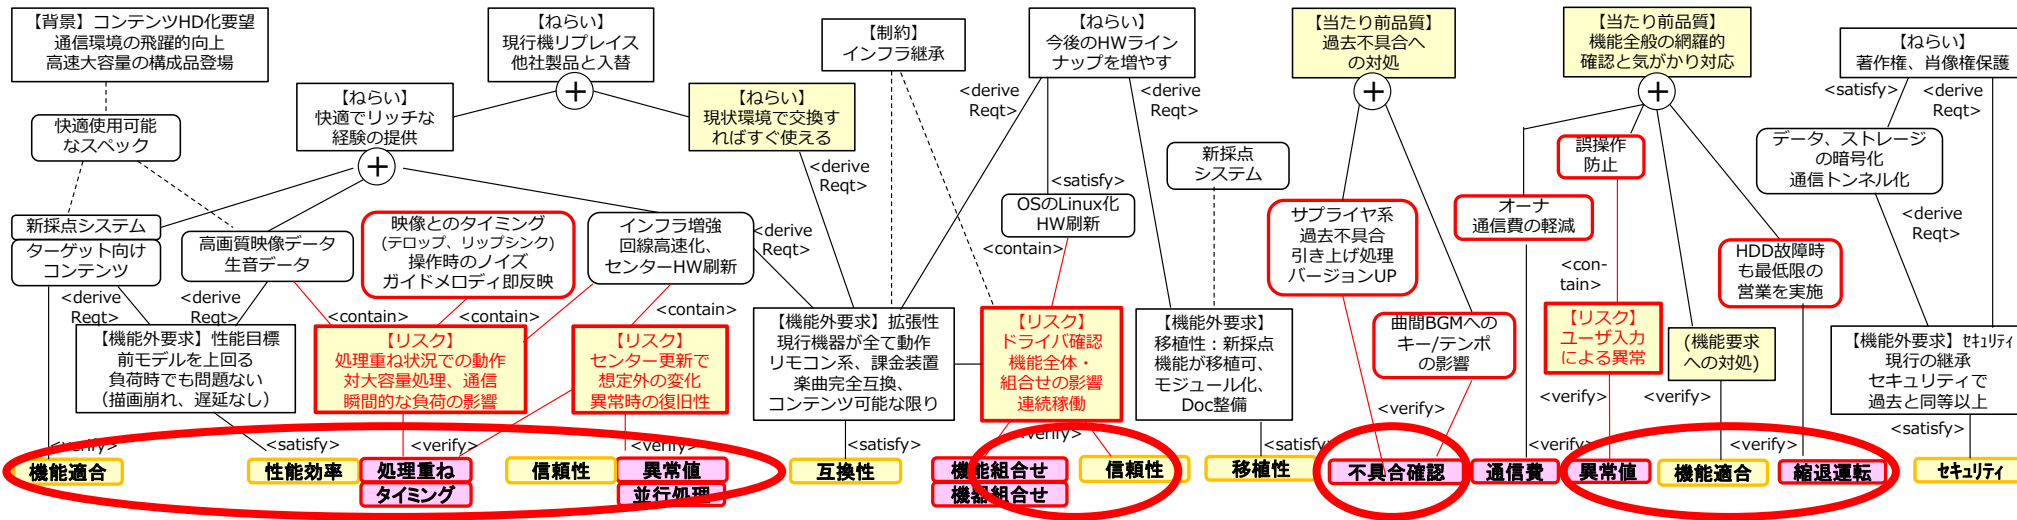 【背景】コンテンツHD化要望
通信環境の飛躍的向上
高速大容量の構成品登場
【ねらい】
現行機リプレイス
他社製品と入替
【制約】
インフラ継承
【ねらい】
今後のHWライン
ナップを増やす
【当たり前品質】
過去不具合へ
の対処
【当たり前品質】
機能全般の網羅的
確認と気がかり対応
【ねらい】
著作権、肖像権保護
快適使用可能
なスペック
【ねらい】
快適でリッチな
経験の提供
+
【ねらい】
現状環境で交換す
ればすぐ使える
+
+
+
<derive
Reqt>
<derive
Reqt>
<satisfy>
<derive
Reqt>
<derive
Reqt>
新採点
システム
誤操作
防止
データ、ストレージ
の暗号化
通信トンネル化
新採点システム
ターゲット向け
コンテンツ
高画質映像データ
生音データ
映像とのタイミング
(テロップ、リップシンク)
操作時のノイズ
ガイドメロディ即反映
インフラ増強
回線高速化、
センターHW刷新
<derive
Reqt>
<satisfy>
OSのLinux化
HW刷新
<contain>
サプライヤ系
過去不具合
引き上げ処理
バージョンUP
オーナ
通信費の軽減
HDD故障時
も最低限の
営業を実施
<derive
Reqt>
<derive
Reqt>
<derive
Reqt>
<contain>
<contain>
<contain>
<con-
tain>
【機能外要求】性能目標
前モデルを上回る
負荷時でも問題ない
(描画崩れ、遅延なし)
【リスク】
処理重ね状況での動作
対大容量処理、通信
瞬間的な負荷の影響
【リスク】
センター更新で
想定外の変化
異常時の復旧性
【機能外要求】拡張性
現行機器が全て動作
リモコン系、課金装置
楽曲完全互換、
コンテンツ可能な限り
【リスク】
ドライバ確認
機能全体・
組合せの影響
連続稼働
【機能外要求】
移植性：新採点
機能が移植可、
モジュール化、
Doc整備
曲間BGMへの
キー/テンポ
の影響
【リスク】
ユーザ入力
による異常
(機能要求
への対処)
【機能外要求】ｾｷｭﾘﾃｨ
現行の継承
セキュリティで
過去と同等以上
<verify>
<satisfy>
<verify>
<verify>
<satisfy>
<verify>
<satisfy>
<verify>
<verify>
<verify>
<verify>
<satisfy>
機能適合
性能効率
処理重ね
タイミング
信頼性
異常値
並行処理
互換性
機能組合せ
機器組合せ
信頼性
移植性
不具合確認
通信費
異常値
機能適合
縮退運転
ｾｷｭﾘﾃｨ